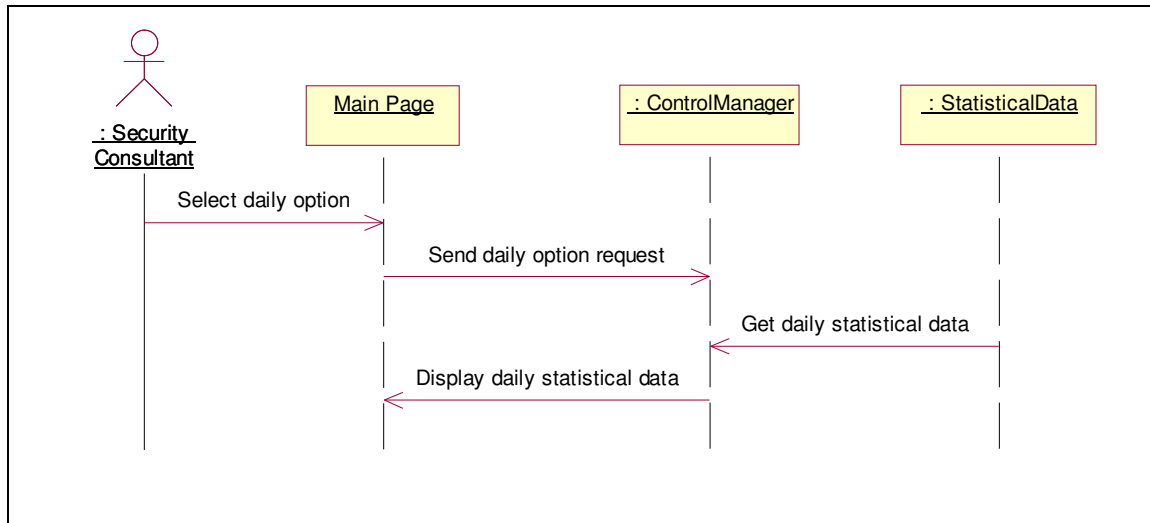 Main Page
: ControlManager
: StatisticalData
: Security
Consultant
Select daily option
Send daily option request
Get daily statistical data
Display daily statistical data